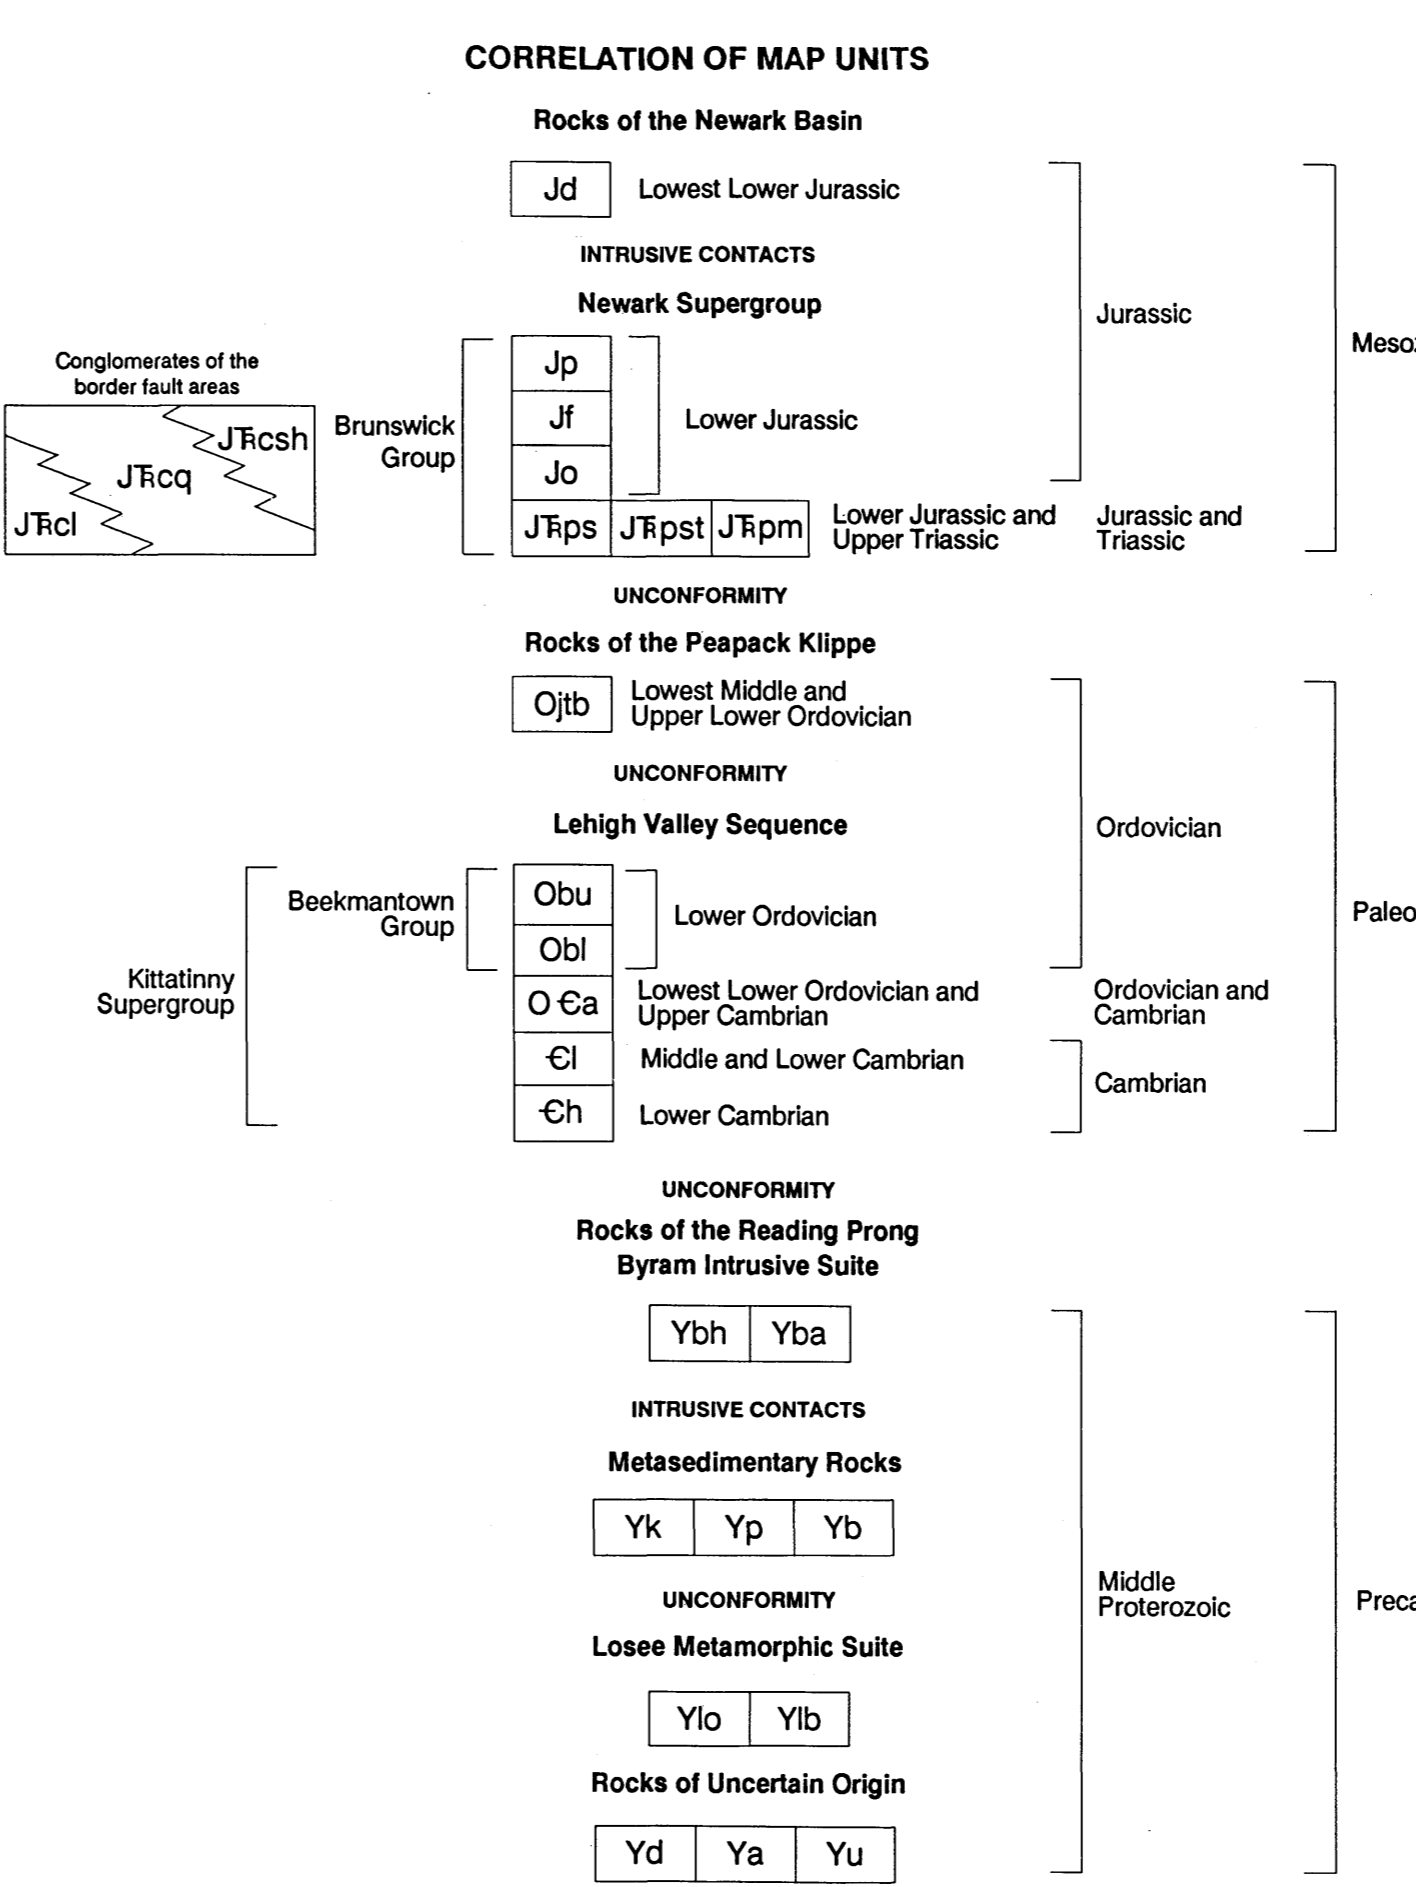 CORRELATION OF MAP UNITS
Rocks of the Newark Basin
Jd Lowest Lower Jurassic
INTRUSIVE CONTACTS
Newark Supergroup
Jurassic
Conglomerates of the
border fault areas
JTRcsh
JTRcq
JTRcl
Brunswick
Group
Jp
Jf
Jo
Lower Jurassic
JTRps JTRpst JTRpm
Lower Jurassic and
Upper Triassic
Jurassic and
Triassic
UNCONFORMITY
Rocks of the Peapack Klippe
Ojtb
Lowest Middle and
Upper Lower Ordovician
UNCONFORMITY
Lehigh Valley Sequence
Ordovician
Kittatinny
Supergroup
Beekmantown
Group
Obu
Obl
Lower Ordovician
O Ꞓa
Lowest Lower Ordovician and
Upper Cambrian
Ordovician and
Cambrian
Ꞓl Middle and Lower Cambrian
Ꞓh Lower Cambrian
Cambrian
UNCONFORMITY
Rocks of the Reading Prong
Byram Intrusive Suite
Ybh Yba
INTRUSIVE CONTACTS
Metasedimentary Rocks
Yk Yp Yb
Middle
Proterozoic
UNCONFORMITY
Losee Metamorphic Suite
Ylo Ylb
Rocks of Uncertain Origin
Yd Ya Yu